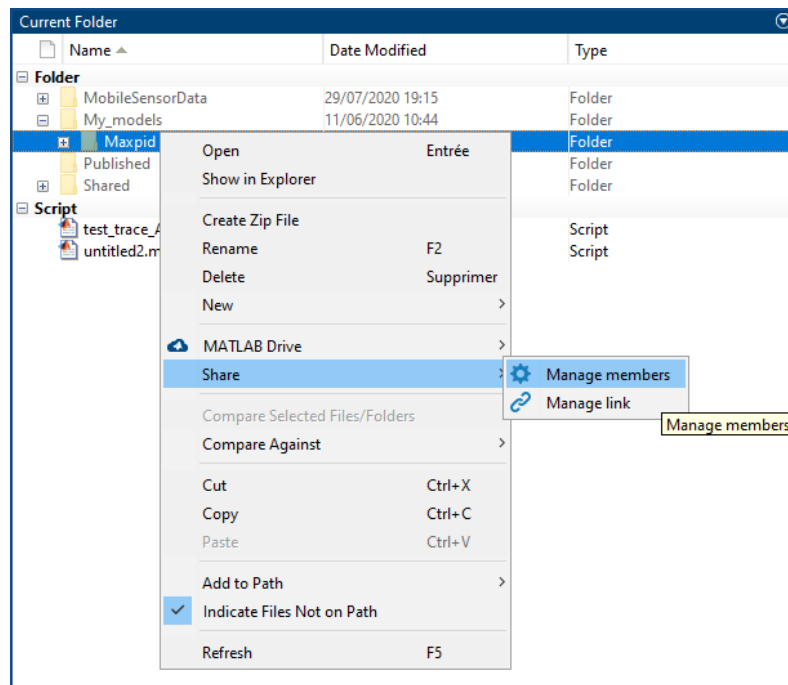 Current Folder
Name Date Modified Type
Folder
MobileSensorData 29/07/2020 19:15 Folder
My_models 11/06/2020 10:44 Folder
Maxpid Folder
Published Folder
Shared Folder
Script
test_trace_ Script
untitled2.m Script
Open Entrée
Show in Explorer
Create Zip File
Rename F2
Delete Supprimer
New
MATLAB Drive
Share
Compare Selected Files/Folders
Compare Against
Cut Ctrl+X
Copy Ctrl+C
Paste Ctrl+V
Add to Path
Indicate Files Not on Path
Refresh F5
Manage members
Manage link
Manage members